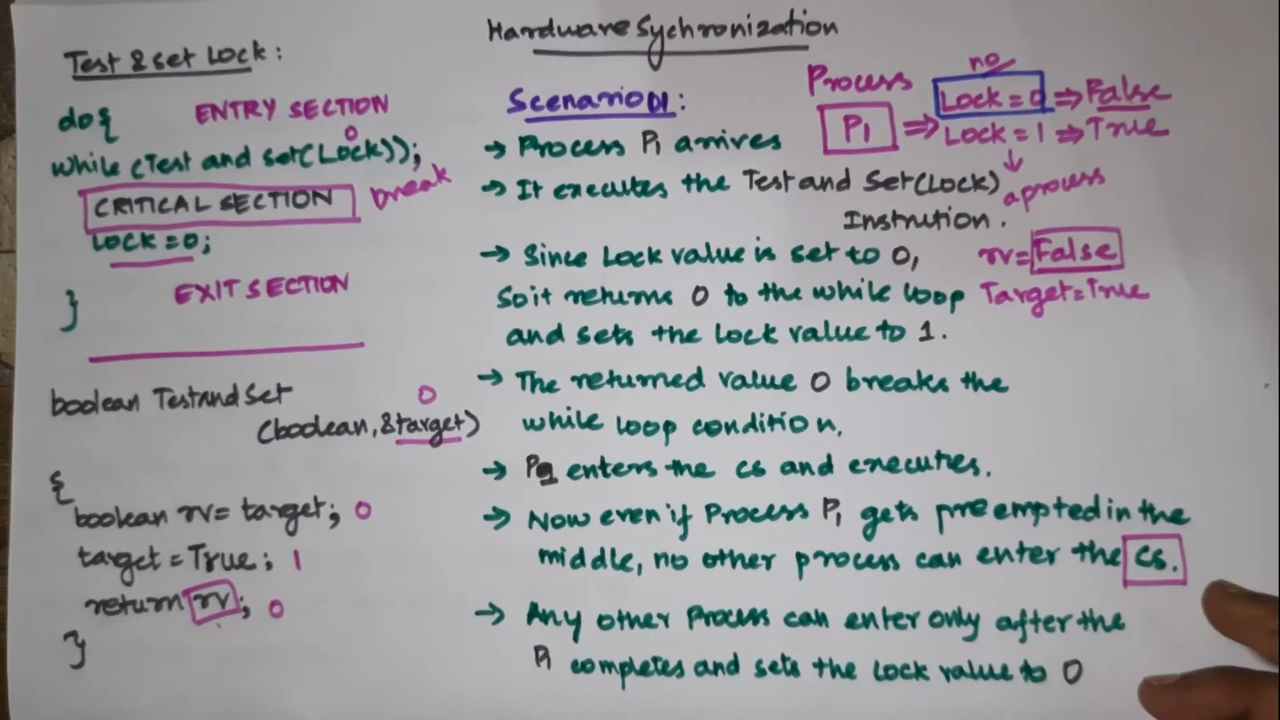 Hardware Sychronization
Test & set Lock :
do{ ENTRY SECTION
0
while (Test and set(Lock));
CRITICAL SECTION break
Lock = 0;
} EXIT SECTION
boolean TestandSet
0
(boolean, &target)
{
boolean rv= target; 0
target = True; 1
return rv; 0
}
Scenario 01 :
Process
no
P1 ⇒ Lock = 0 ⇒ False
Lock = 1 ⇒ True
↓
a process
→ Process P1 arrives
→ It executes the Test and Set(Lock)
Instrution.
→ Since Lock value is set to 0,
So it returns 0 to the while loop
and sets the Lock value to 1.
rv= False
Target=True
→ The returned value 0 breaks the
while loop condition.
→ P1 enters the cs and executes.
→ Now even if Process P1 gets preempted in the
middle, no other process can enter the cs.
→ Any other Process can enter only after the
P1 completes and sets the Lock value to 0